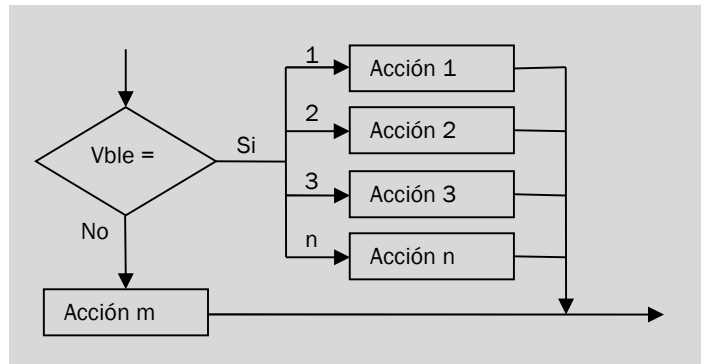 1
Acción 1
2
Acción 2
Vble =
Si
3
Acción 3
No
n
Acción n
Acción m